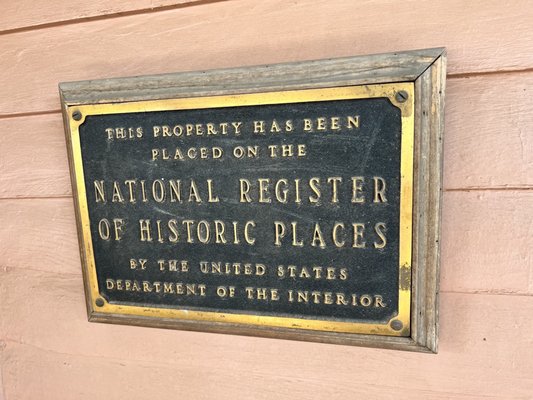 THIS PROPERTY HAS BEEN
PLACED ON THE
NATIONAL REGISTER
OF HISTORIC PLACES
BY THE UNITED STATES
DEPARTMENT OF THE INTERIOR